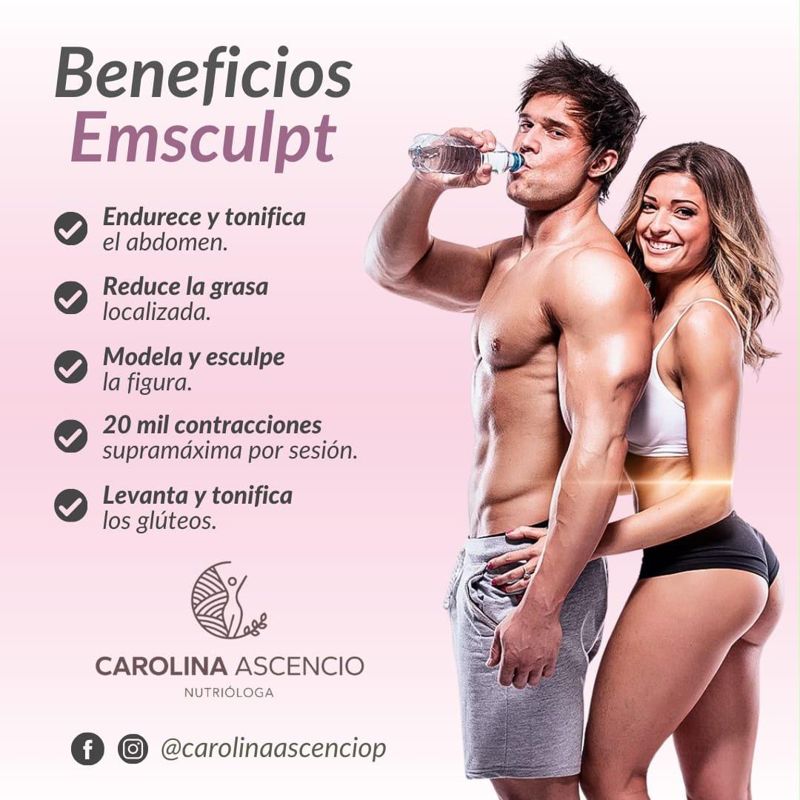 Beneficios
Emsculpt
Endurece y tonifica
el abdomen.
Reduce la grasa
localizada.
Modela y esculpe
la figura.
20 mil contracciones
supramáxima por sesión.
Levanta y tonifica
los glúteos.
CAROLINA ASCENCIO
NUTRIÓLOGA
@carolinaascenciop